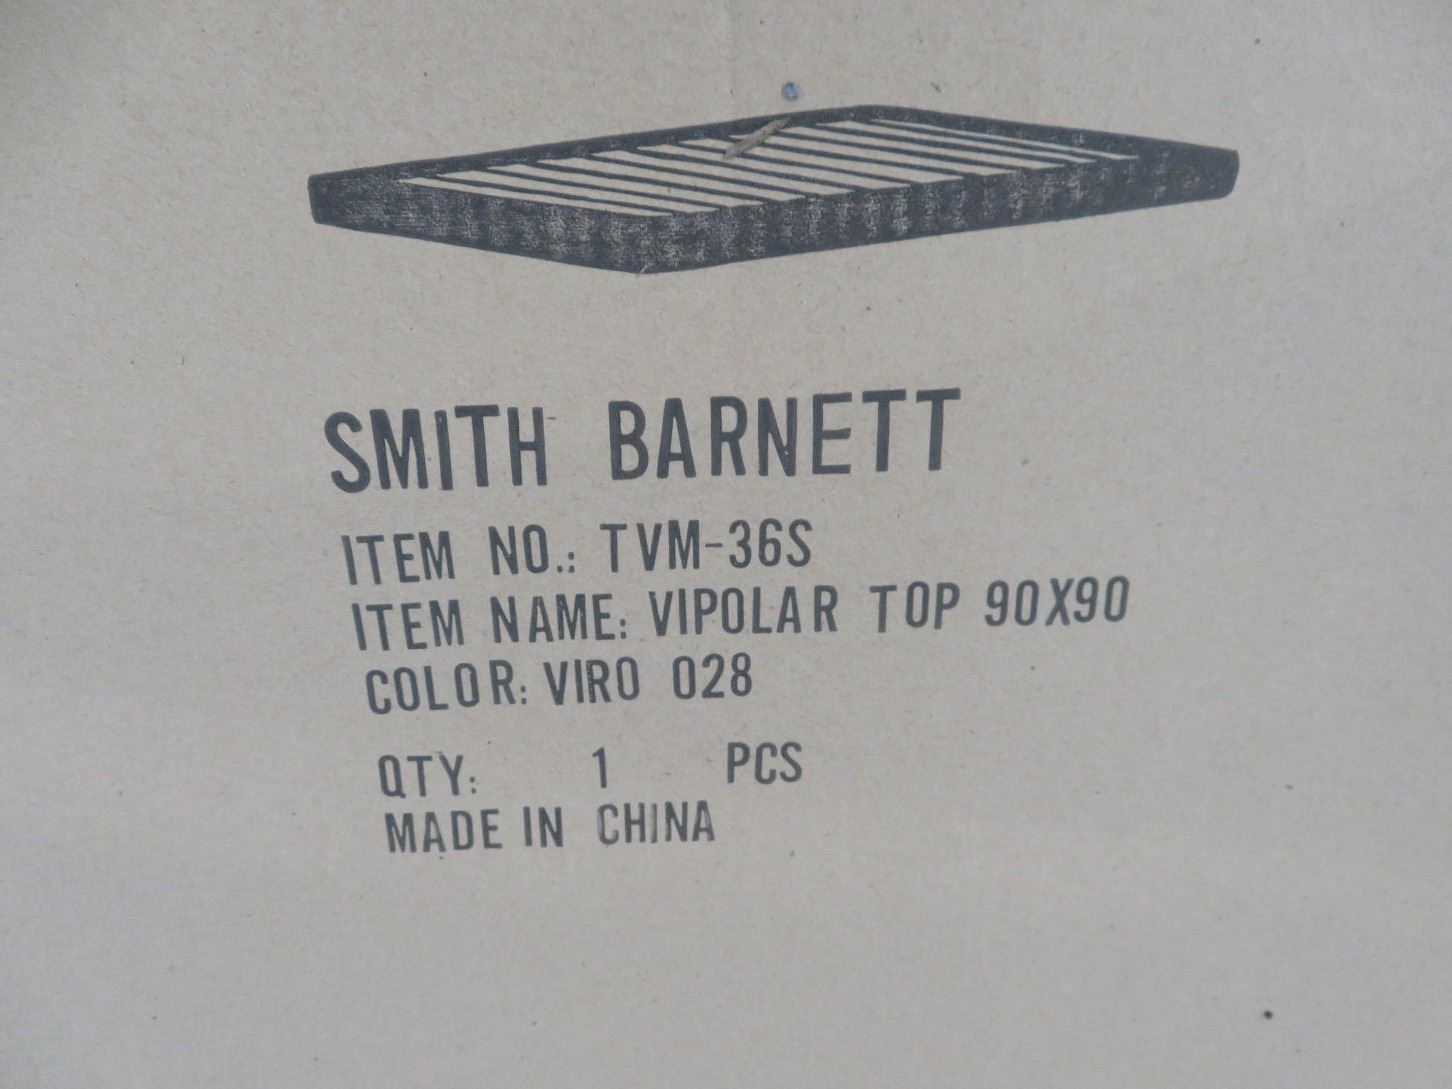 SMITH BARNETT
ITEM NO.: TVM-36S
ITEM NAME: VIPOLAR TOP 90X90
COLOR: VIRO 028
QTY: 1 PCS
MADE IN CHINA